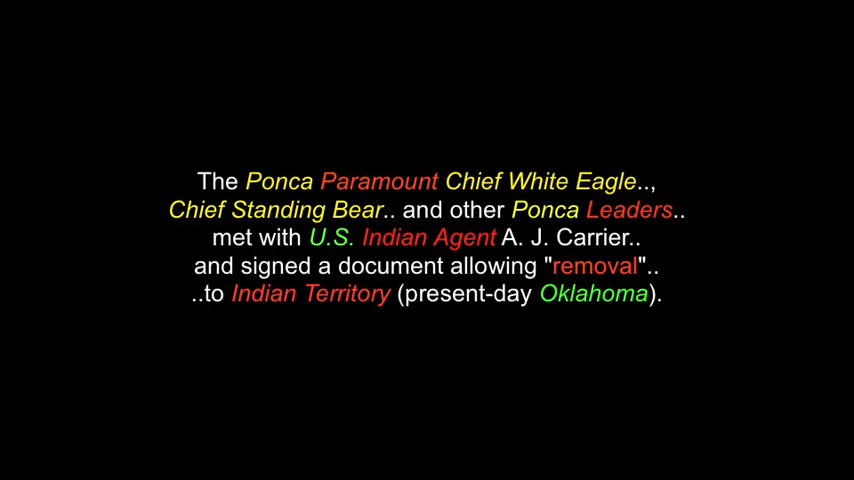 The Ponca Paramount Chief White Eagle..,
Chief Standing Bear.. and other Ponca Leaders..
met with U.S. Indian Agent A. J. Carrier..
and signed a document allowing "removal"..
..to Indian Territory (present-day Oklahoma).